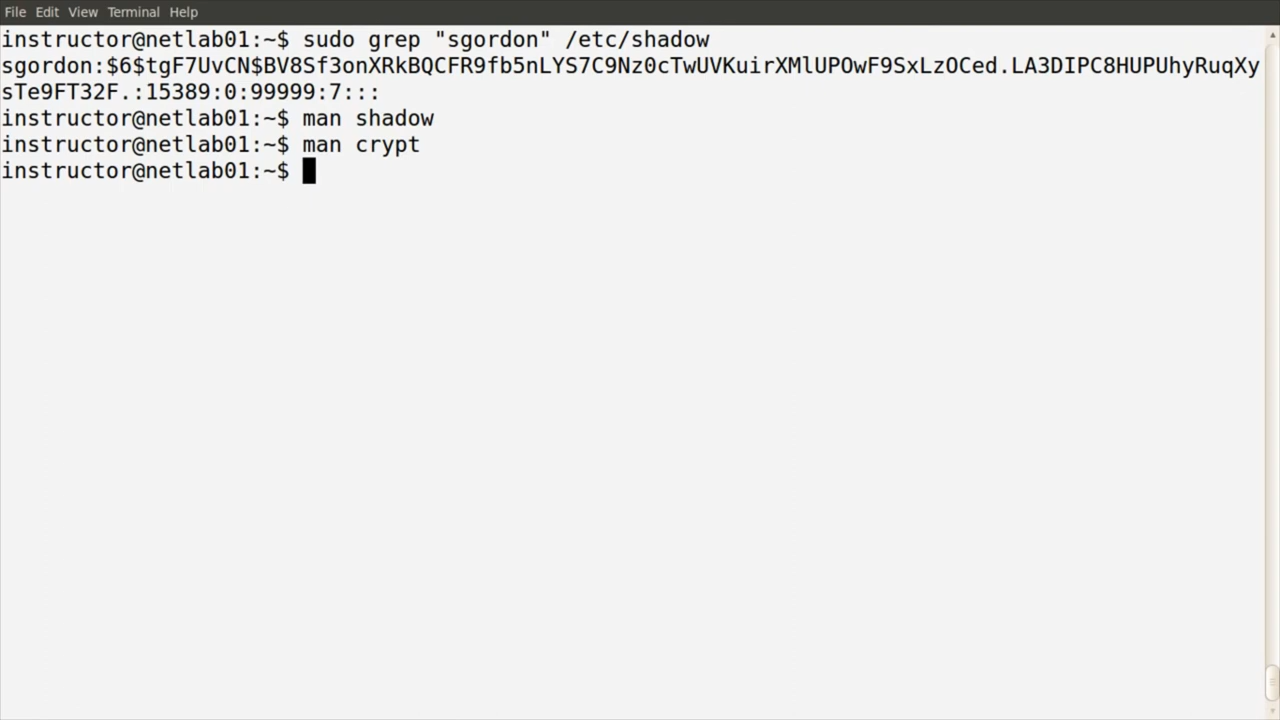 File Edit View Terminal Help
instructor@netlab01:~$ sudo grep "sgordon" /etc/shadow
sgordon:$6$tgF7UvCN$BV8Sf3onXRkBQCFR9fb5nLYS7C9Nz0cTwUVKuirXMlUPOwF9SxLzOCed.LA3DIPC8HUPUhyRuqXy
sTe9FT32F.:15389:0:99999:7:::
instructor@netlab01:~$ man shadow
instructor@netlab01:~$ man crypt
instructor@netlab01:~$